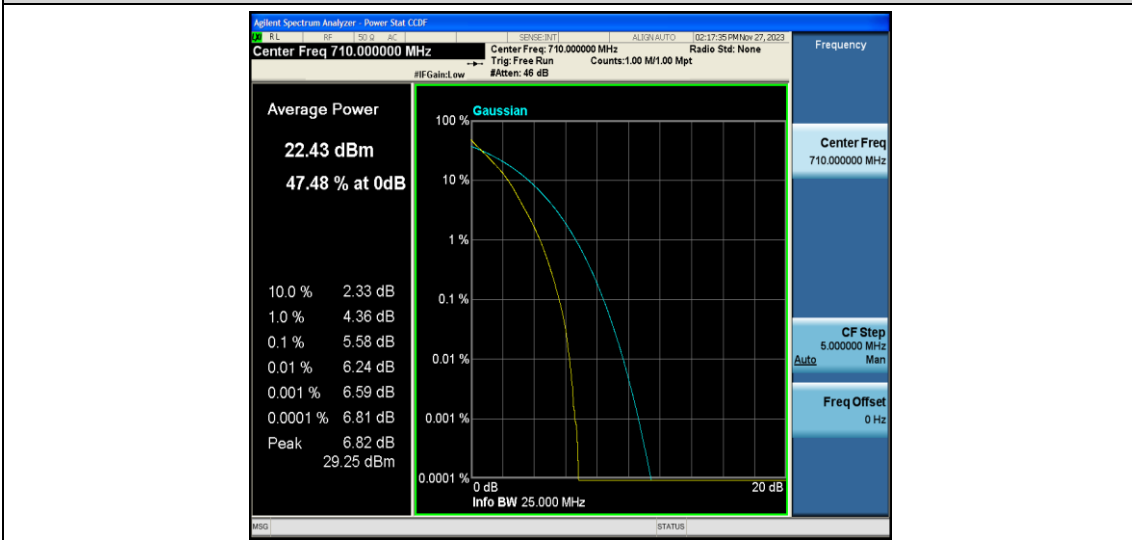 Agilent Spectrum Analyzer - Power Stat CCDF
LXI RL RF 50 Ω AC SENSE:INT ALIGN AUTO 02:17:35 PM Nov 27, 2023
Center Freq 710.000000 MHz
Center Freq: 710.000000 MHz Radio Std: None
Trig: Free Run Counts:1.00 M/1.00 Mpt
#IFGain:Low #Atten: 46 dB
Frequency
Average Power
22.43 dBm
47.48 % at 0dB
10.0 % 2.33 dB
1.0 % 4.36 dB
0.1 % 5.58 dB
0.01 % 6.24 dB
0.001 % 6.59 dB
0.0001 % 6.81 dB
Peak 6.82 dB
29.25 dBm
Gaussian
100 %
10 %
1 %
0.1 %
0.01 %
0.001 %
0.0001 %
0 dB 20 dB
Info BW 25.000 MHz
Center Freq
710.000000 MHz
CF Step
5.000000 MHz
Auto Man
Freq Offset
0 Hz
MSG STATUS